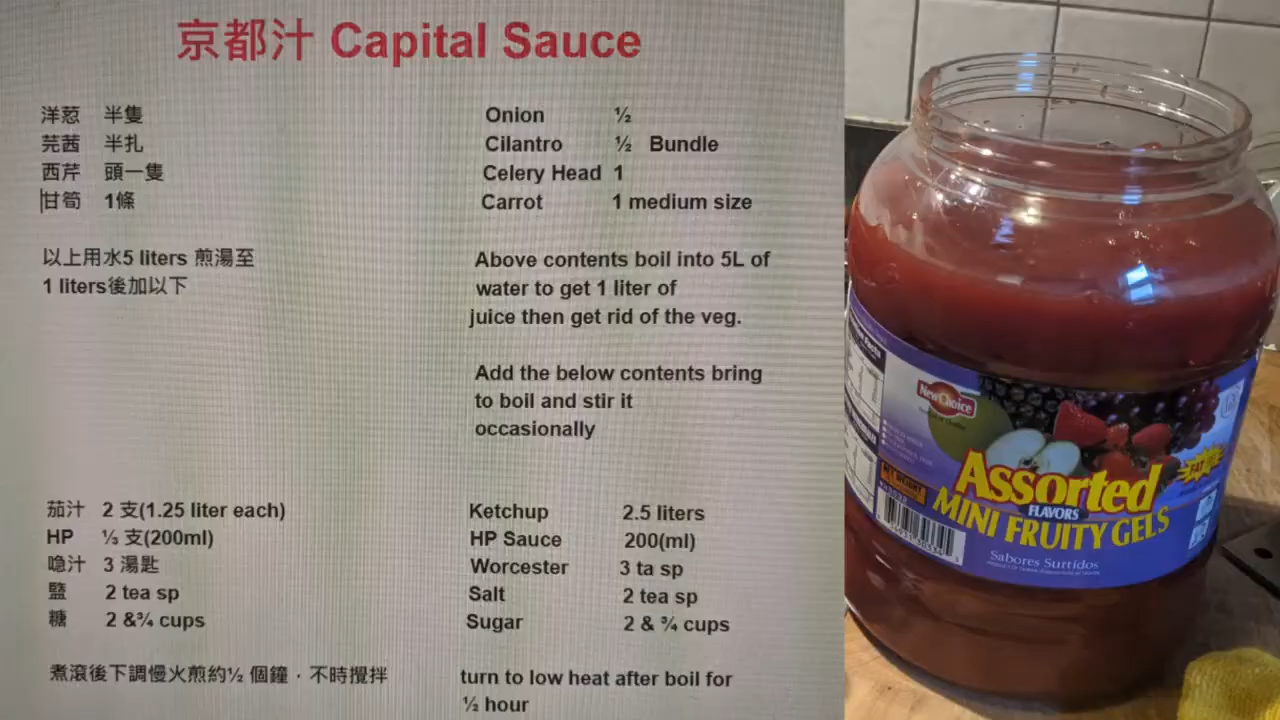 京都汁 Capital Sauce
洋葱 半隻
芫茜 半扎
西芹 頭一隻
甘筍 1條
以上用水5 liters 煎湯至
1 liters後加以下
Onion ½
Cilantro ½ Bundle
Celery Head 1
Carrot 1 medium size
Above contents boil into 5L of
water to get 1 liter of
juice then get rid of the veg.
Add the below contents bring
to boil and stir it
occasionally
茄汁 2 支(1.25 liter each)
HP ⅓ 支(200ml)
喼汁 3 湯匙
鹽 2 tea sp
糖 2 &¾ cups
煮滾後下調慢火煎約½ 個鐘，不時攪拌
Ketchup 2.5 liters
HP Sauce 200(ml)
Worcester 3 ta sp
Salt 2 tea sp
Sugar 2 & ¾ cups
turn to low heat after boil for
½ hour
New Choice
Assorted
FLAVORS
MINI FRUITY GELS
Sabores Surtidos
FAT
NET WEIGHT